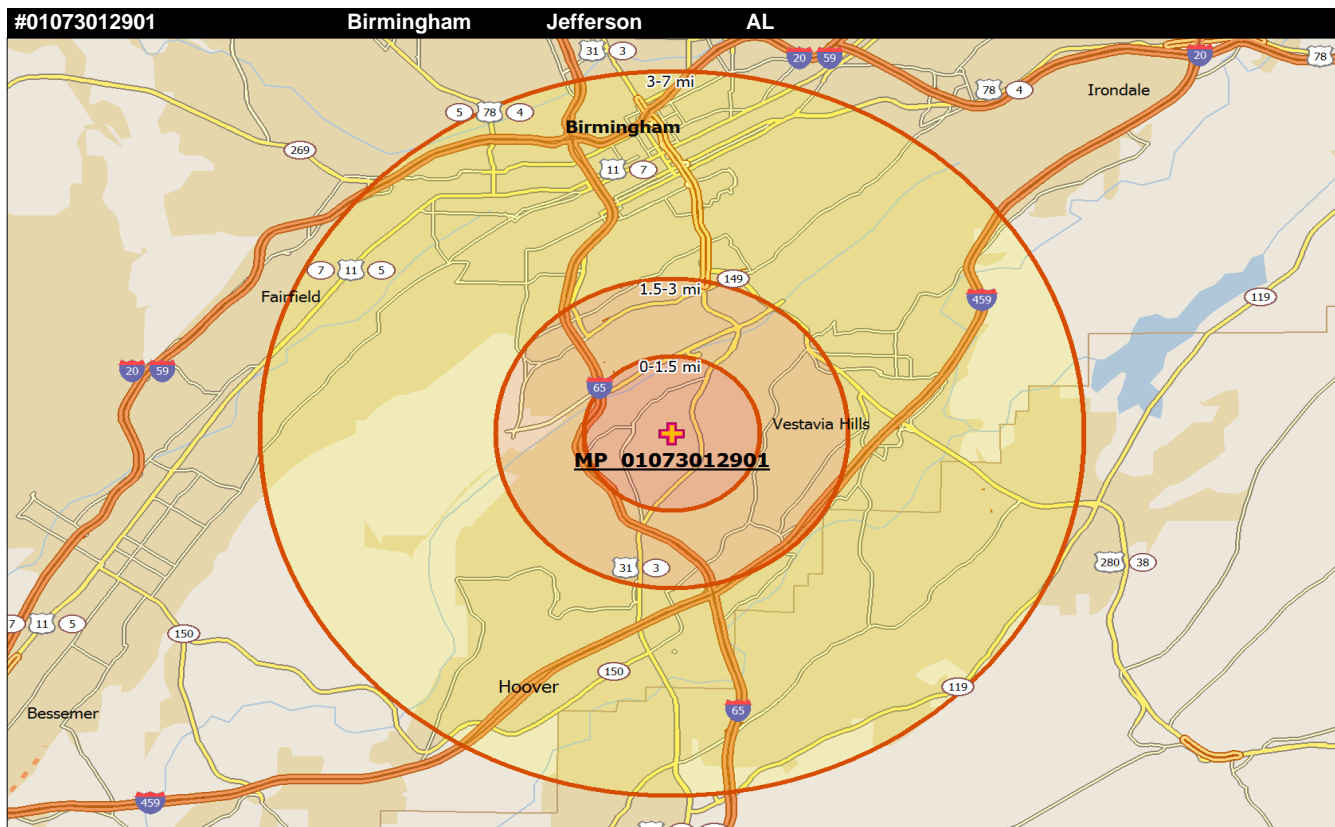 #01073012901 Birmingham Jefferson AL
31 3
20 59
20
78
3-7 mi
78 4
Irondale
5 78 4
Birmingham
269
11 7
7 11 5
149
1.5-3 mi
459
119
Fairfield
0-1.5 mi
20 59
65
Vestavia Hills
MP 01073012901
280 38
31 3
7 11 5
150
150
Hoover
119
65
Bessemer
459